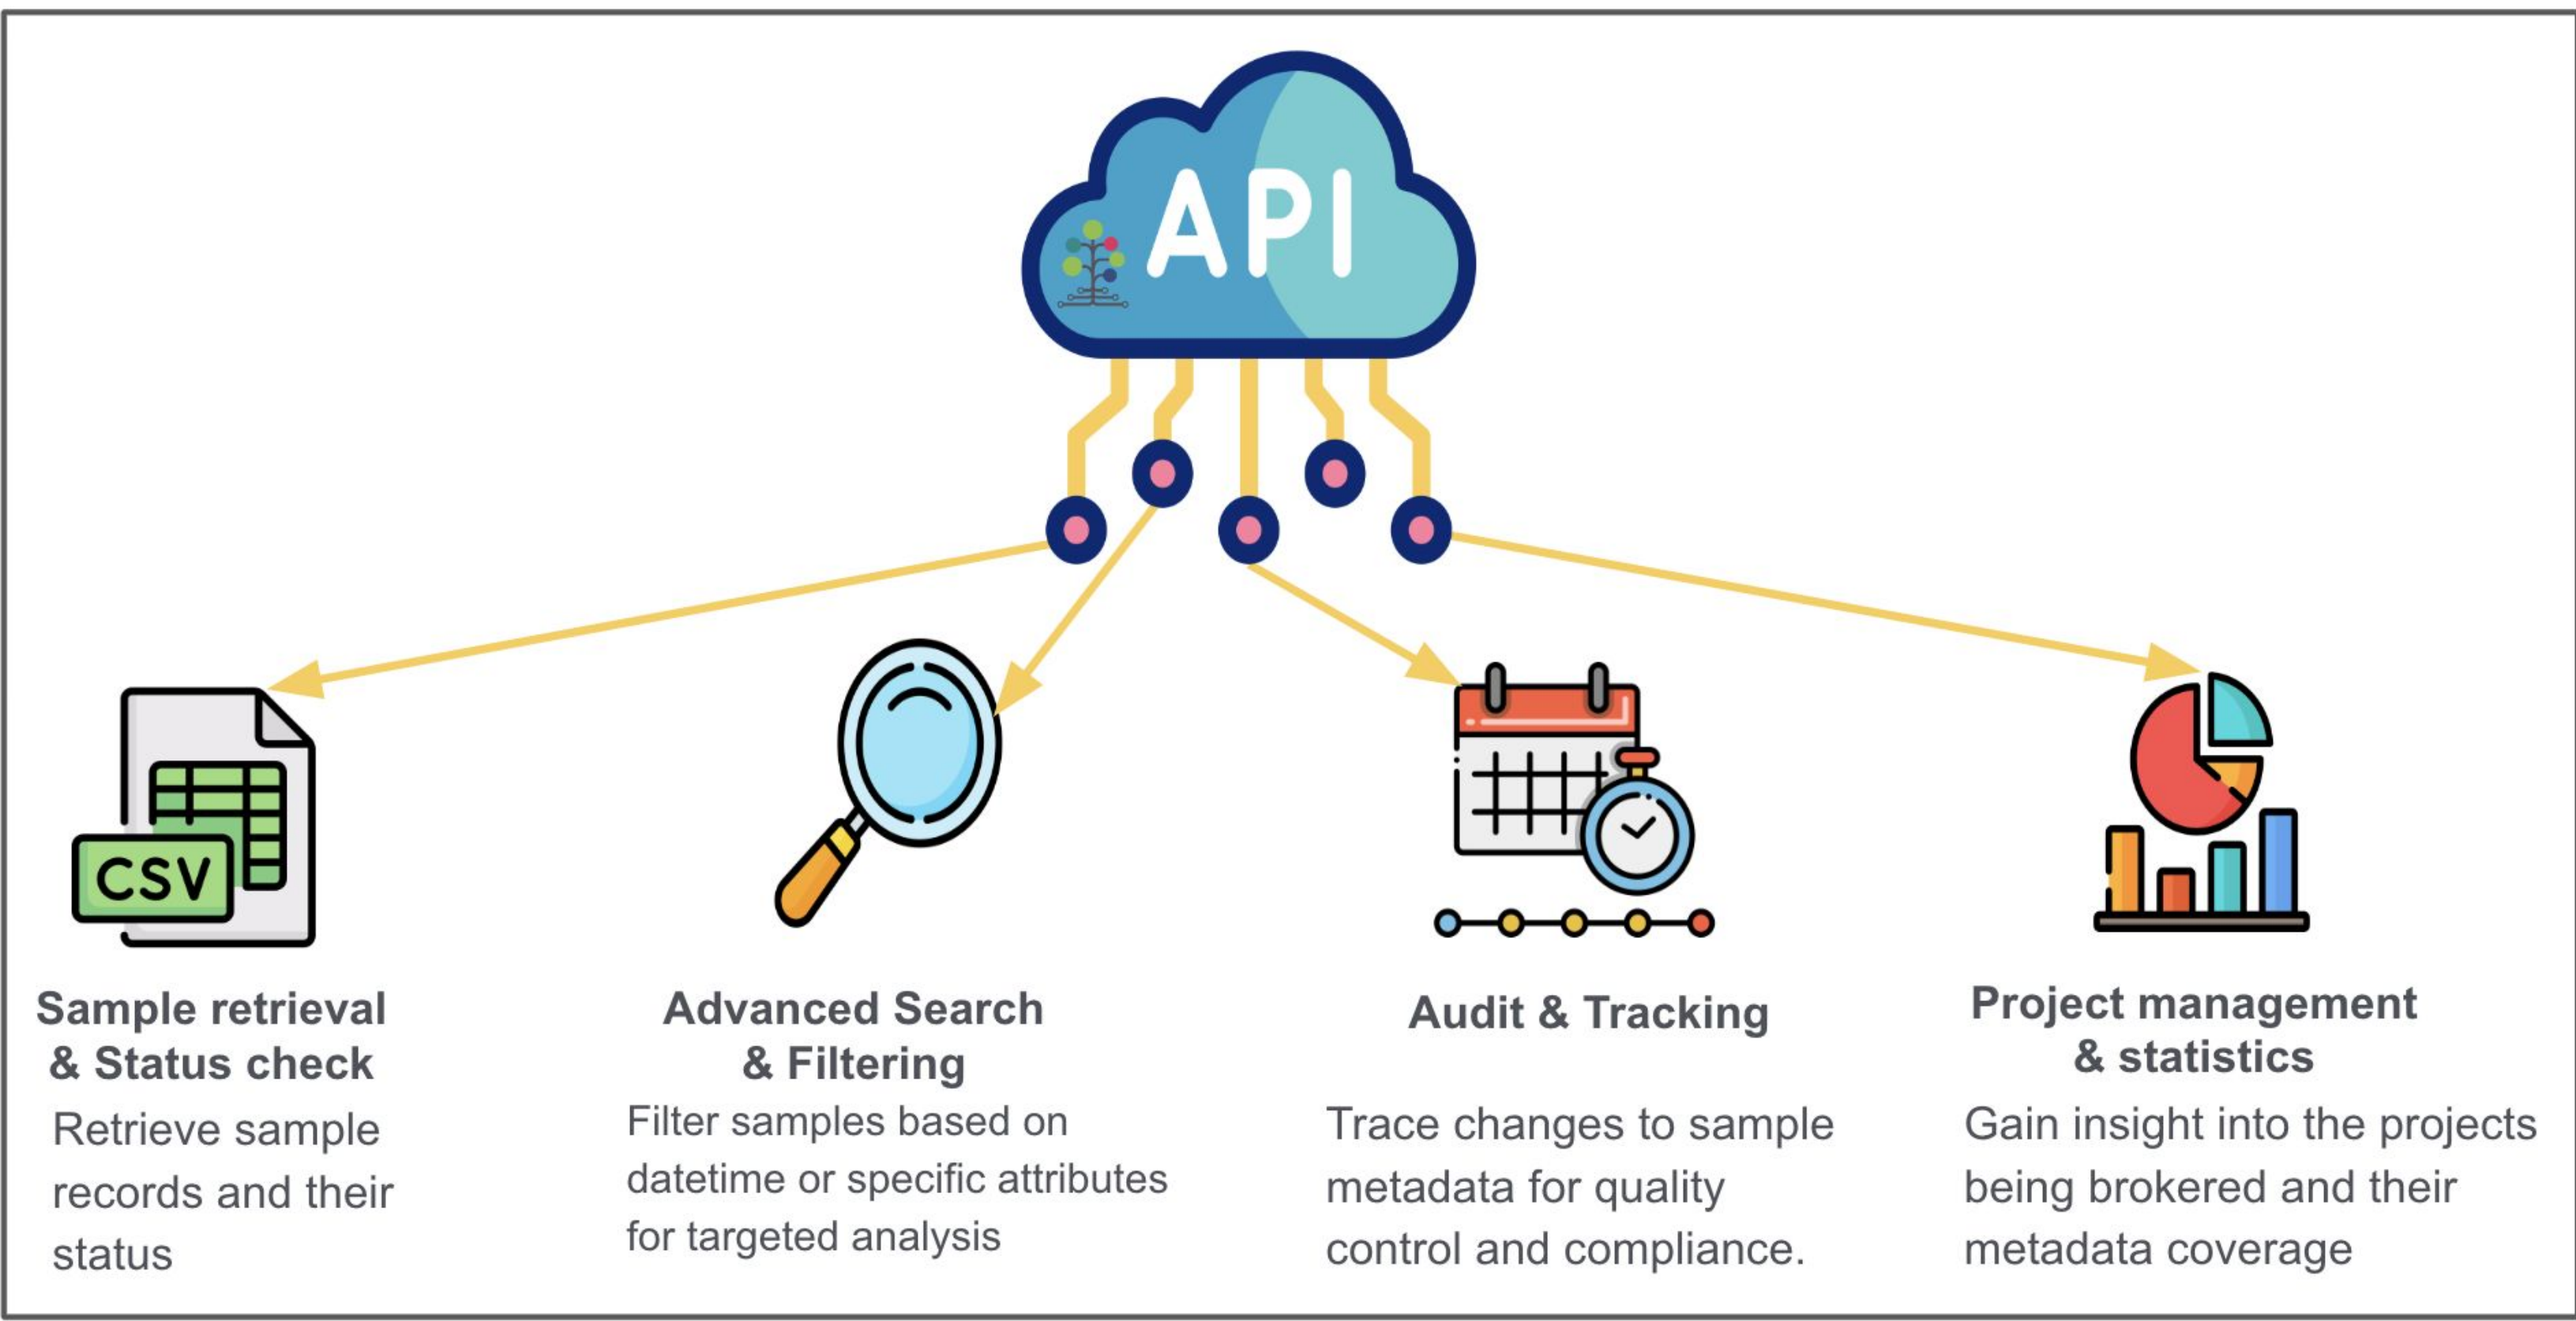 API
CSV
Sample retrieval
& Status check
Retrieve sample
records and their
status
Advanced Search
& Filtering
Filter samples based on
datetime or specific attributes
for targeted analysis
Audit & Tracking
Trace changes to sample
metadata for quality
control and compliance.
Project management
& statistics
Gain insight into the projects
being brokered and their
metadata coverage